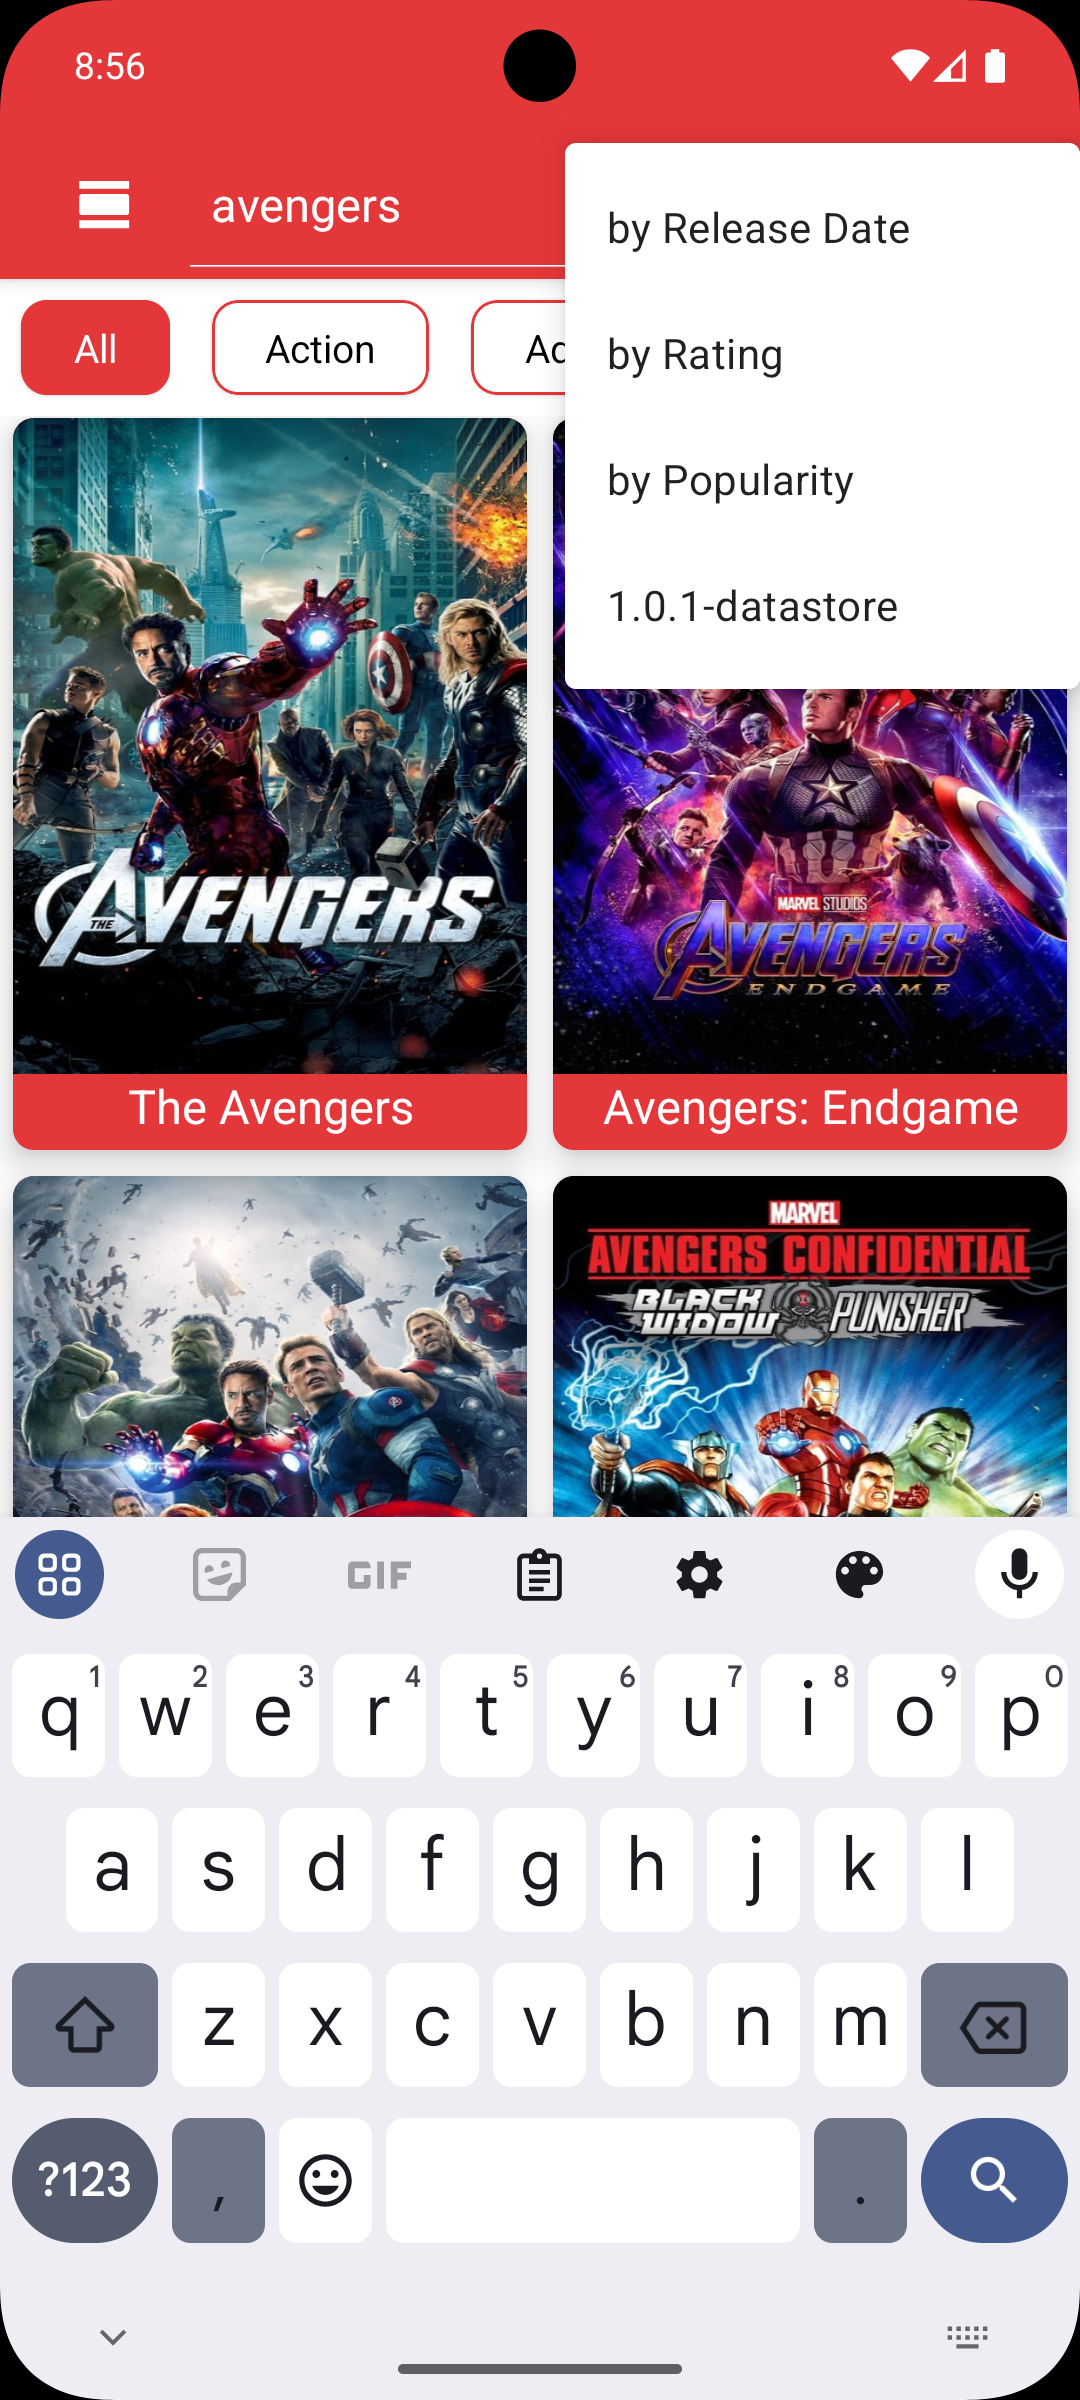 8:56
avengers
by Release Date
by Rating
by Popularity
1.0.1-datastore
All
Action
Ad
THE AVENGERS
The Avengers
MARVEL STUDIOS
AVENGERS
ENDGAME
Avengers: Endgame
MARVEL
AVENGERS CONFIDENTIAL
BLACK WIDOW PUNISHER
GIF
q 1 w 2 e 3 r 4 t 5 y 6 u 7 i 8 o 9 p 0
a s d f g h j k l
z x c v b n m
?123 , .